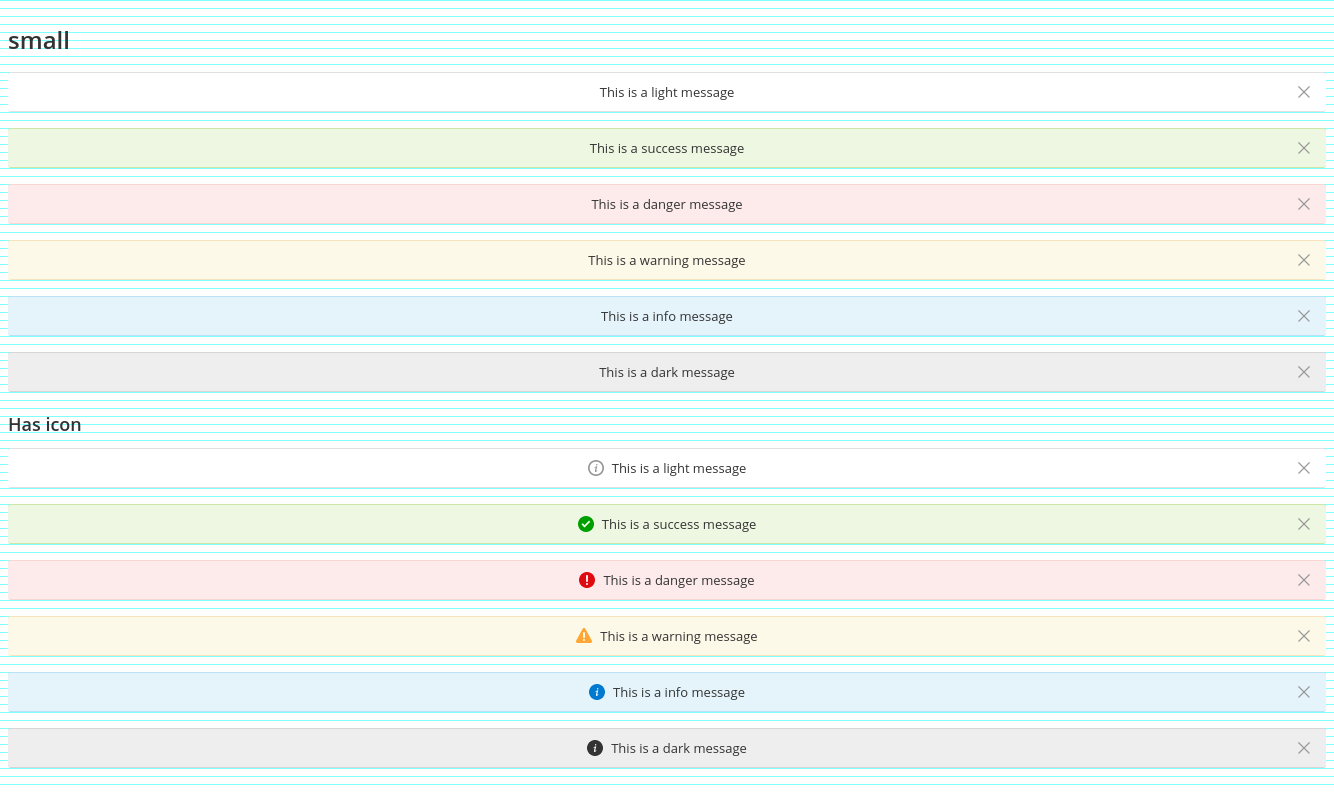 small
This is a light message
This is a success message
This is a danger message
This is a warning message
This is a info message
This is a dark message
Has icon
This is a light message
This is a success message
This is a danger message
This is a warning message
This is a info message
This is a dark message